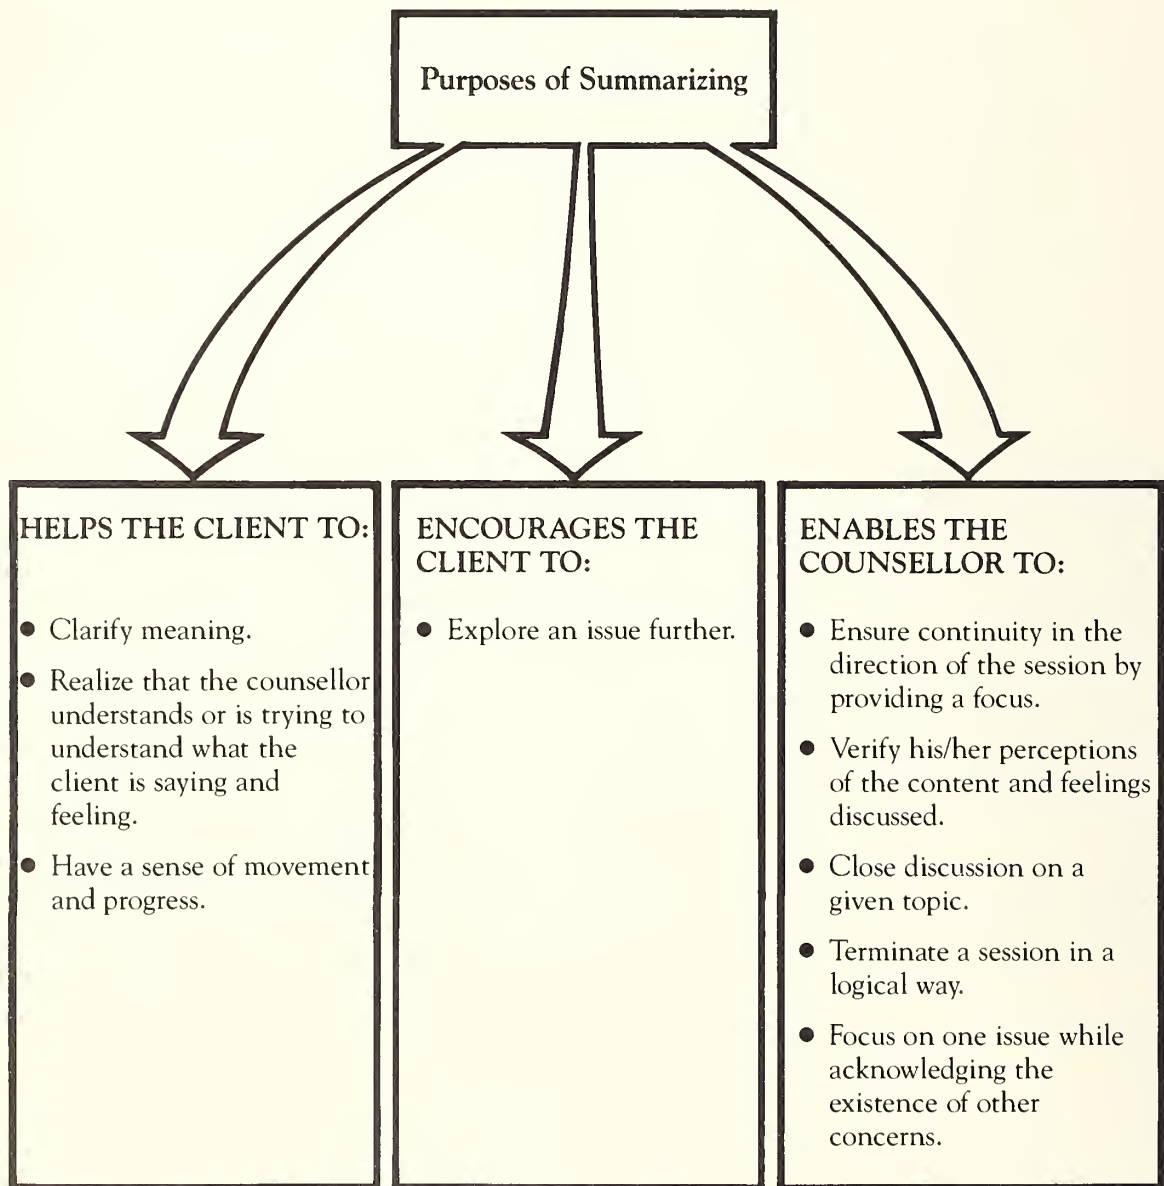 Purposes of Summarizing
HELPS THE CLIENT TO:
● Clarify meaning.
● Realize that the counsellor
understands or is trying to
understand what the
client is saying and
feeling.
● Have a sense of movement
and progress.
ENCOURAGES THE
CLIENT TO:
● Explore an issue further.
ENABLES THE
COUNSELLOR TO:
● Ensure continuity in the
direction of the session by
providing a focus.
● Verify his/her perceptions
of the content and feelings
discussed.
● Close discussion on a
given topic.
● Terminate a session in a
logical way.
● Focus on one issue while
acknowledging the
existence of other
concerns.